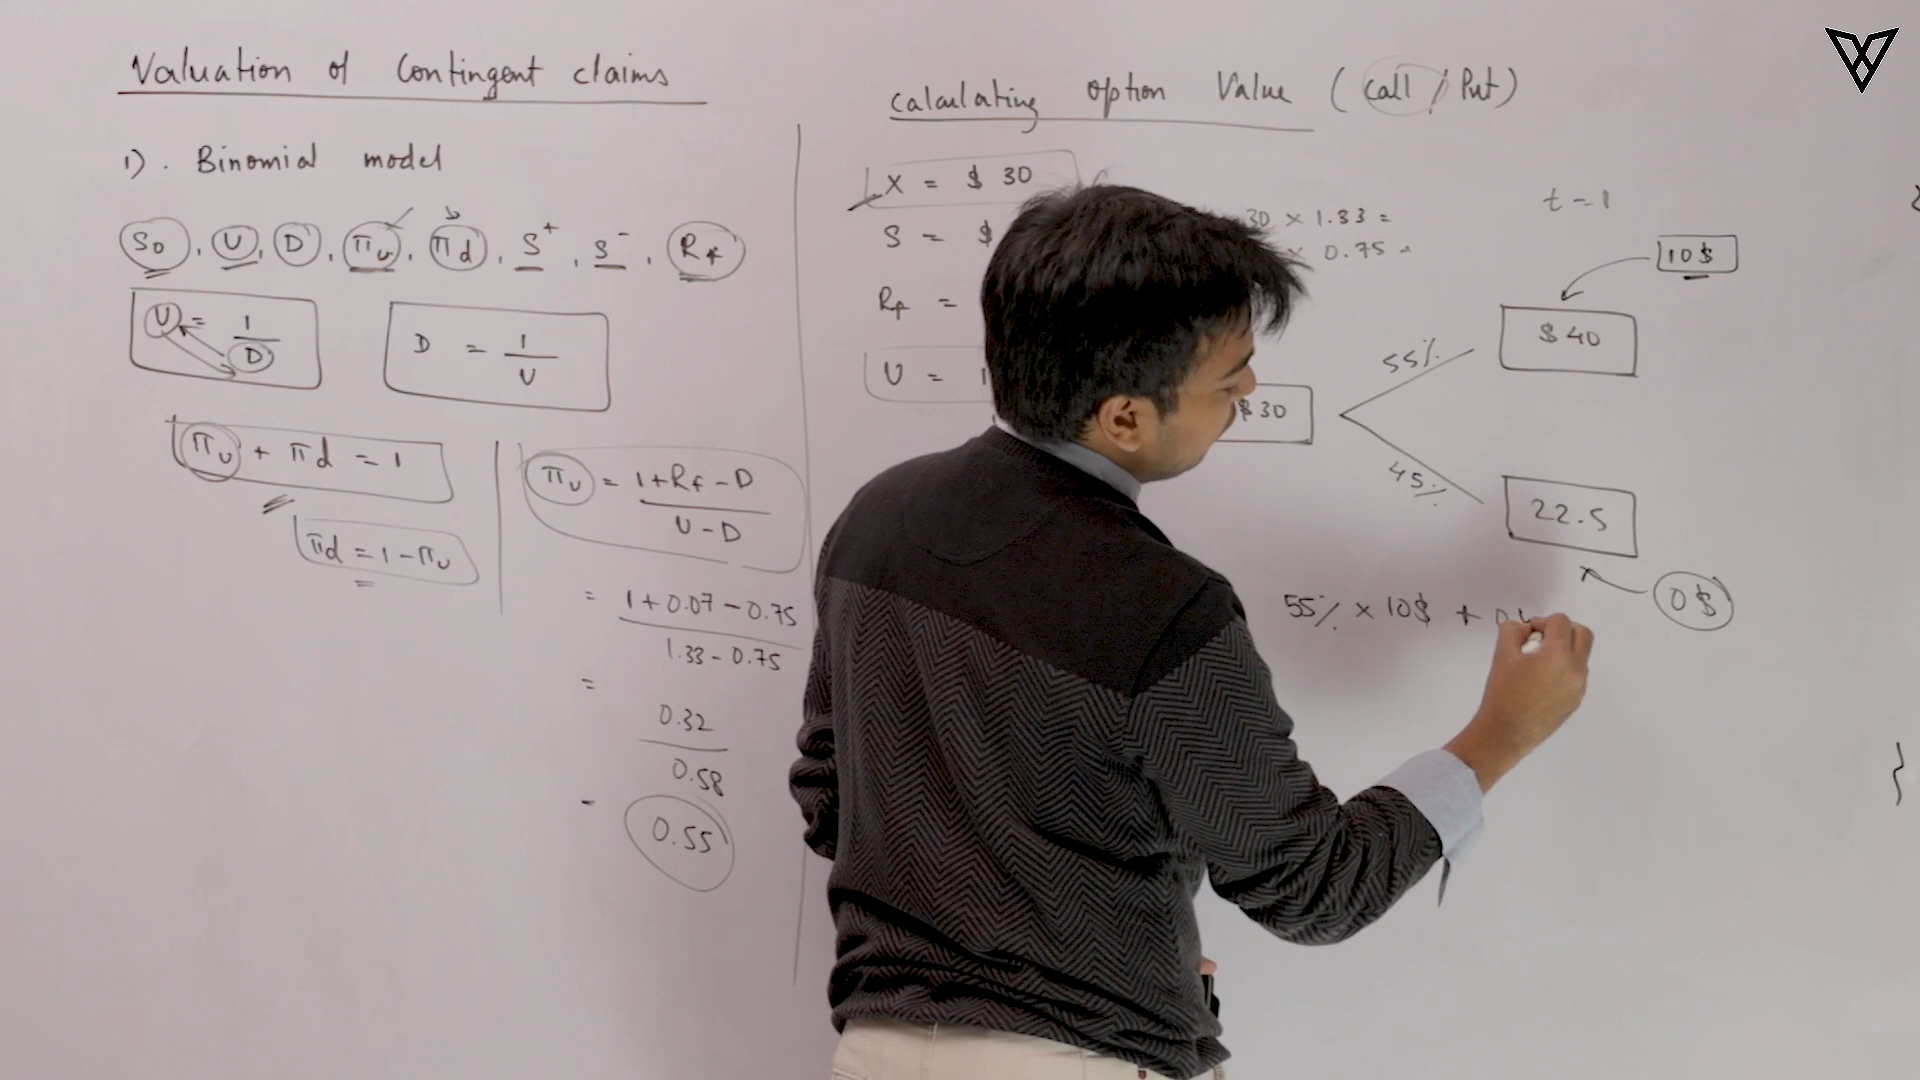 Valuation of Contingent claims
1). Binomial model
S0, U, D, πu, πd, S+, S-, Rf
U = 1/D
D = 1/U
πu + πd = 1
πd = 1 - πu
πu = 1+Rf-D / U-D
= 1+0.07-0.75 / 1.33-0.75
= 0.32 / 0.58
- 0.55
Calculating option Value (Call / Put)
X = $ 30
S = $
Rf =
U = 1
30 × 1.33 =
× 0.75 =
t = 1
10$
$ 40
55%
$ 30
45%
22.5
0$
55% × 10$ +